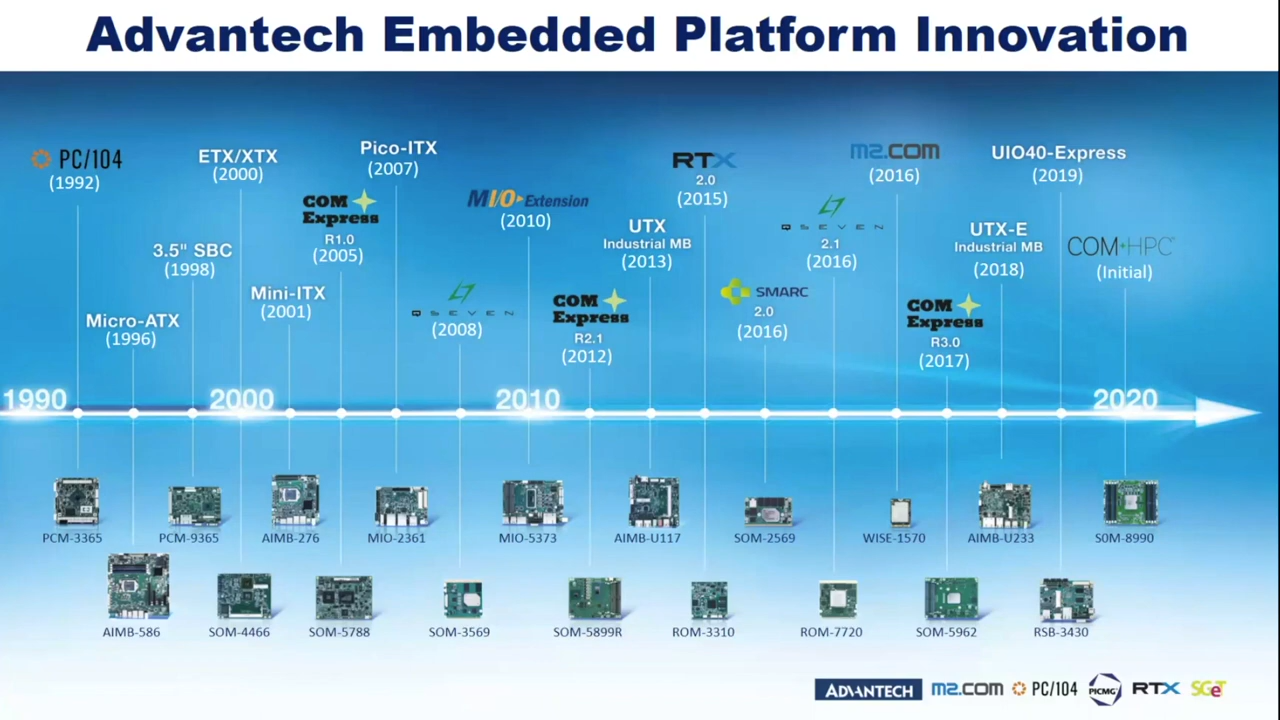 Advantech Embedded Platform Innovation
PC/104
(1992)
Micro-ATX
(1996)
3.5" SBC
(1998)
ETX/XTX
(2000)
Mini-ITX
(2001)
COM
Express
R1.0
(2005)
Pico-ITX
(2007)
QSEVEN
(2008)
MI/O Extension
(2010)
COM
Express
R2.1
(2012)
UTX
Industrial MB
(2013)
RTX
2.0
(2015)
SMARC
2.0
(2016)
QSEVEN
2.1
(2016)
M2.COM
(2016)
COM
Express
R3.0
(2017)
UTX-E
Industrial MB
(2018)
UIO40-Express
(2019)
COM HPC
(Initial)
1990 2000 2010 2020
PCM-3365 PCM-9365 AIMB-276 MIO-2361 MIO-5373 AIMB-U117 SOM-2569 WISE-1570 AIMB-U233 S0M-8990
AIMB-586 SOM-4466 SOM-5788 SOM-3569 SOM-5899R ROM-3310 ROM-7720 SOM-5962 RSB-3430
ADVANTECH M2.COM PC/104 PICMG RTX SGeT